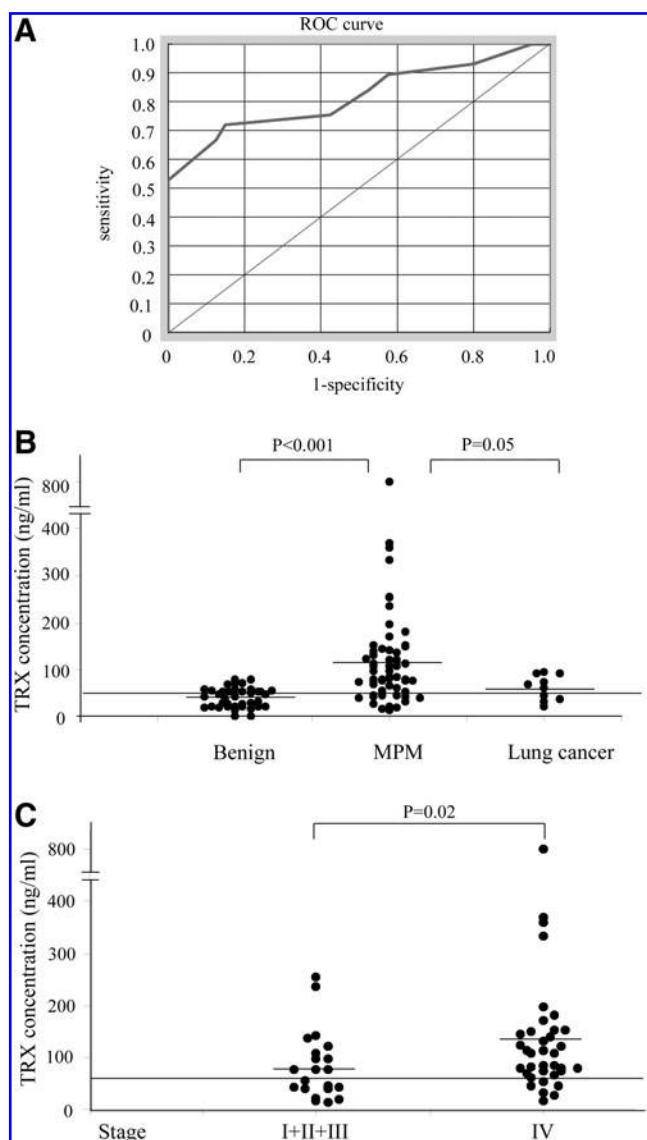 A
ROC curve
1.0
0.9
0.8
0.7
0.6
0.5
0.4
0.3
0.2
0.1
0
sensitivity
0 0.2 0.4 0.6 0.8 1.0
1-specificity
B
P<0.001 P=0.05
TRX concentration (ng/ml)
800
400
300
200
100
0
Benign MPM Lung cancer
C
P=0.02
TRX concentration (ng/ml)
800
400
300
200
100
0
Stage I+II+III IV